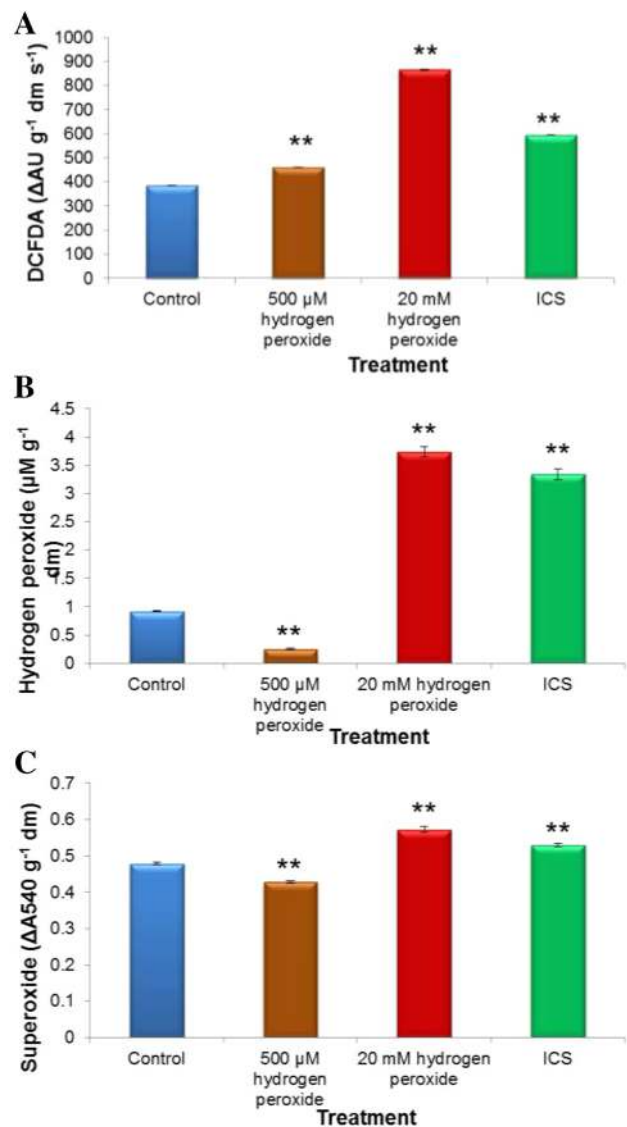 A
DCFDA (ΔAU g⁻¹ dm s⁻¹)
1000
900
800
700
600
500
400
300
200
100
0
**
**
**
Control
500 µM
hydrogen
peroxide
20 mM
hydrogen
peroxide
ICS
Treatment
B
Hydrogen peroxide (µM g⁻¹
dm)
4.5
4
3.5
3
2.5
2
1.5
1
0.5
0
**
**
**
Control
500 µM
hydrogen
peroxide
20 mM hydrogen
peroxide
ICS
Treatment
C
Superoxide (ΔA540 g⁻¹ dm)
0.7
0.6
0.5
0.4
0.3
0.2
0.1
0
**
**
**
Control
500 µM
hydrogen
peroxide
20 mM hydrogen
peroxide
ICS
Treatment